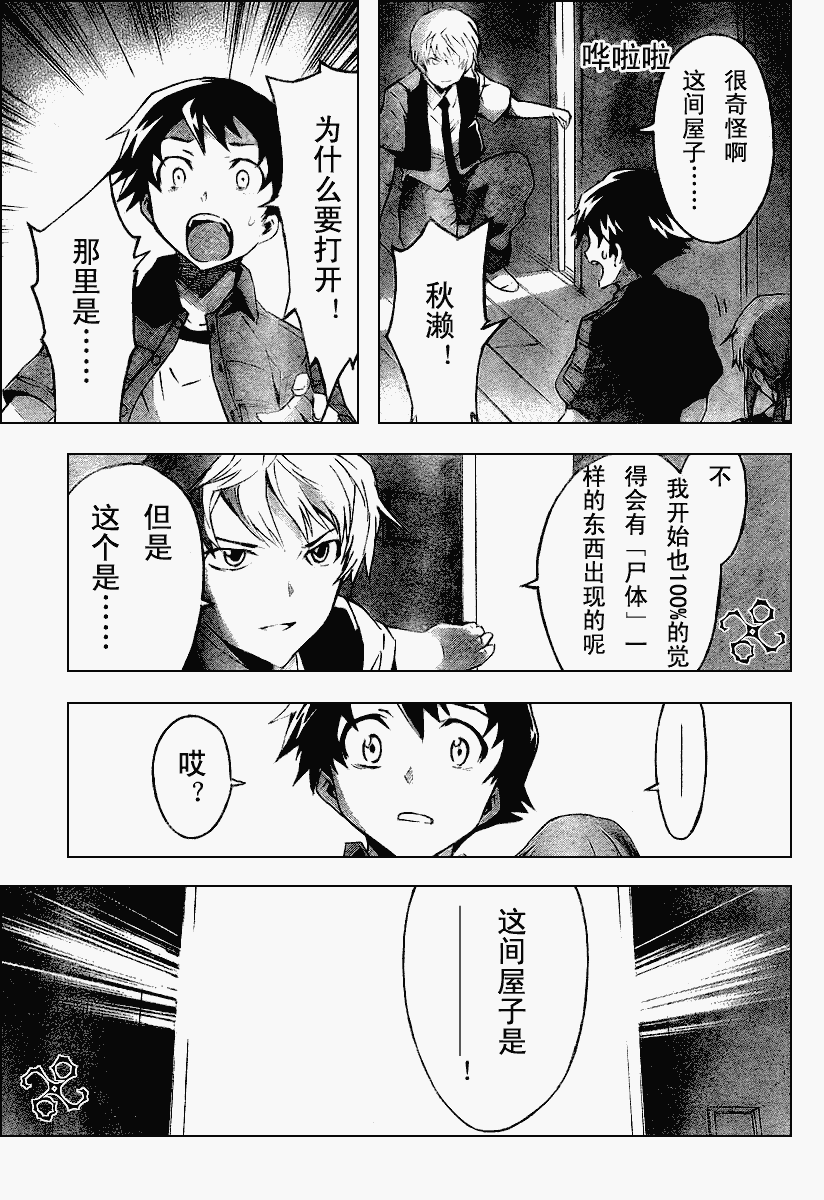 很奇怪啊
这间屋子……
哗啦啦
秋濑！
为什么要打开！
那里是……
不
我开始也100%的觉
得会有「尸体」一
样的东西出现的呢
但是
这个是……
——
哎？
这间屋子是
——！